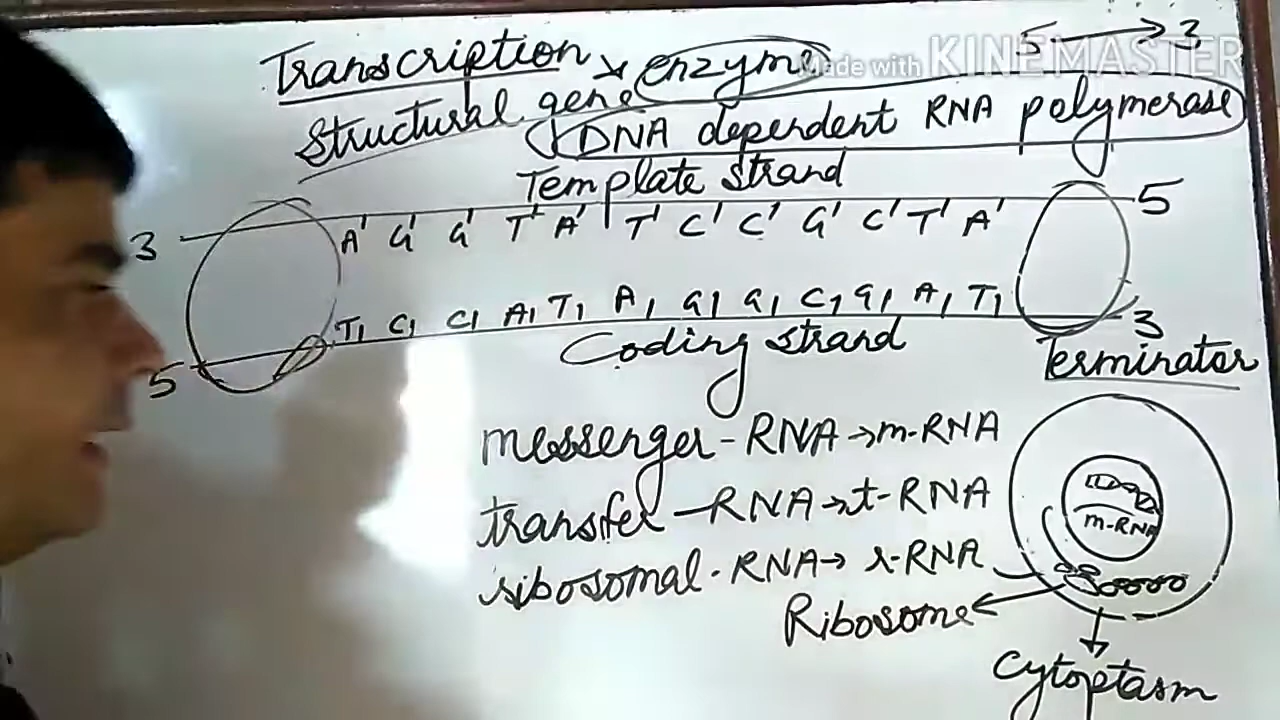 5 → 3
Made with KINEMASTER
Transcription → enzyme
Structural gene
DNA dependent RNA polymerase
Template strand
3 A' G' G' T' A' T' C' C' G' C' T' A' 5
5 T C C A T A G G C G A T 3
Coding strand
Terminator
messenger-RNA→m-RNA
transfer-RNA→t-RNA
m-RNA
ribosomal-RNA→ r-RNA
Ribosome
Cytoplasm